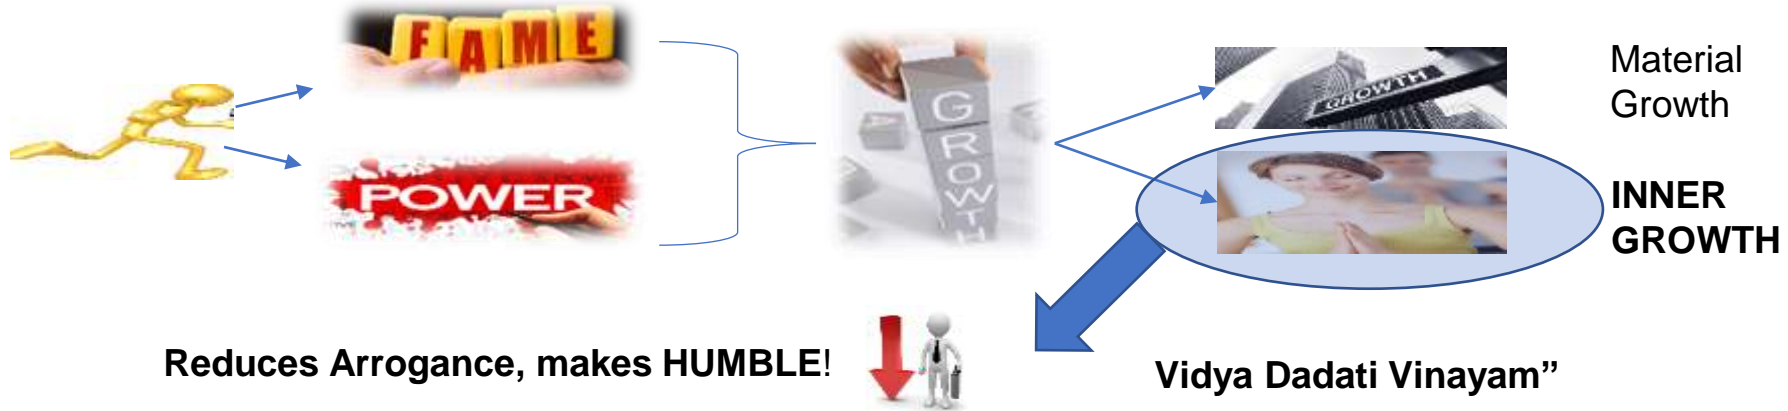 FAME
POWER
GROWTH
GROWTH
Material
Growth
INNER
GROWTH
Reduces Arrogance, makes HUMBLE!
Vidya Dadati Vinayam”